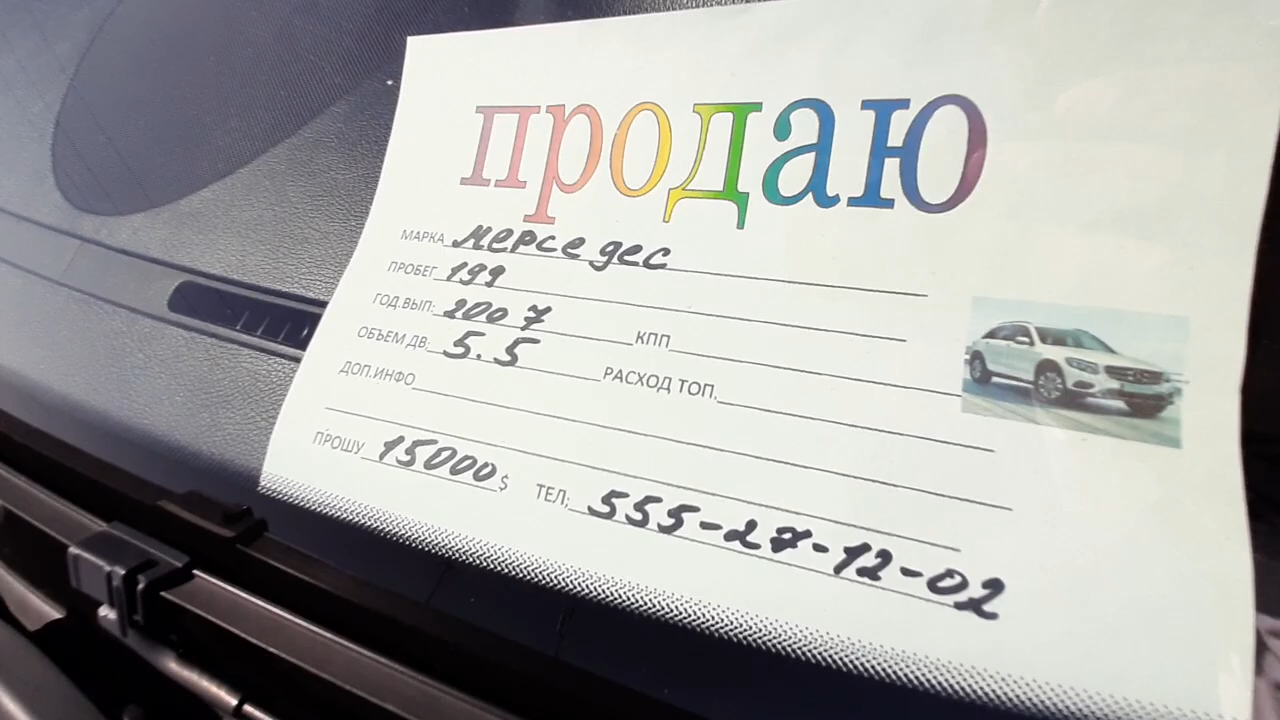 продаю
МАРКА мерседес
ПРОБЕГ 199
ГОД.ВЫП: 2007 КПП
ОБЪЕМ ДВ: 5.5 РАСХОД ТОП.
ДОП.ИНФО
ПРОШУ 15000$ ТЕЛ; 555-27-12-02